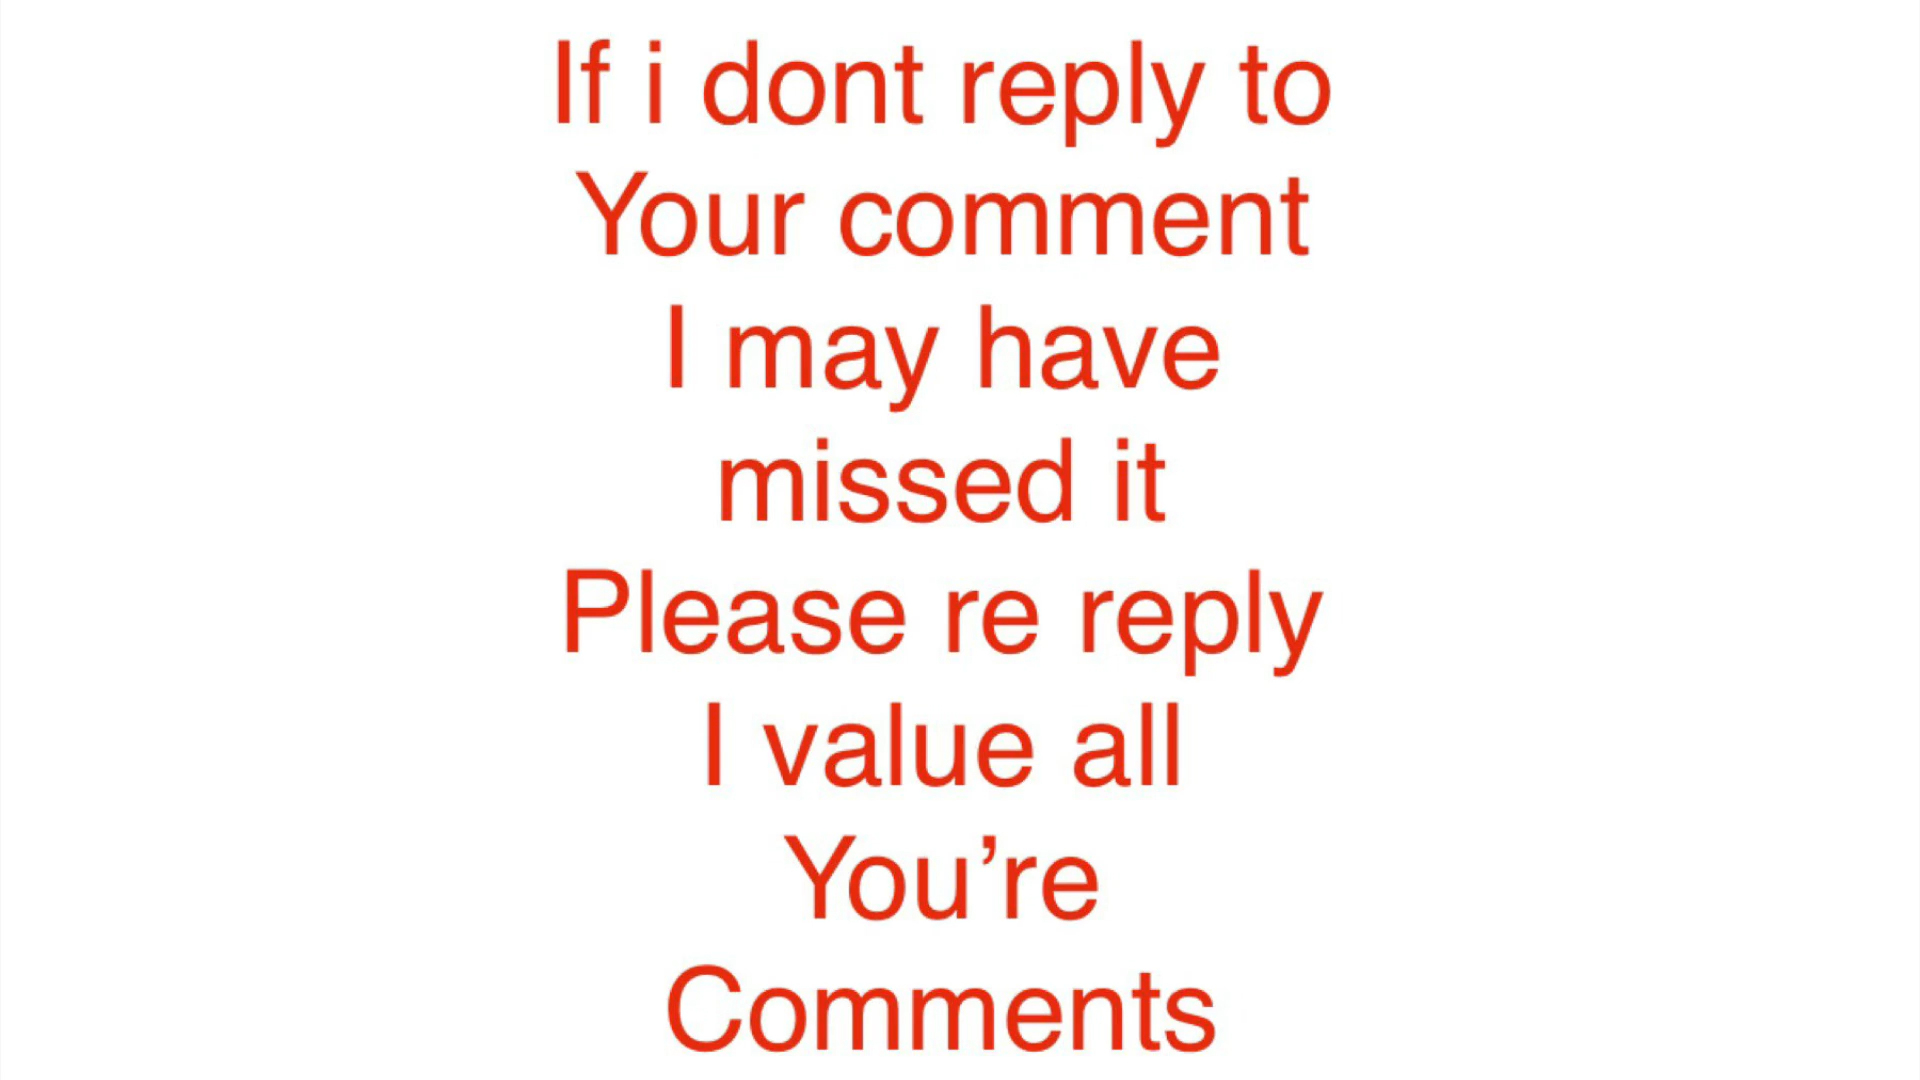 If i dont reply to
Your comment
I may have
missed it
Please re reply
I value all
You’re
Comments